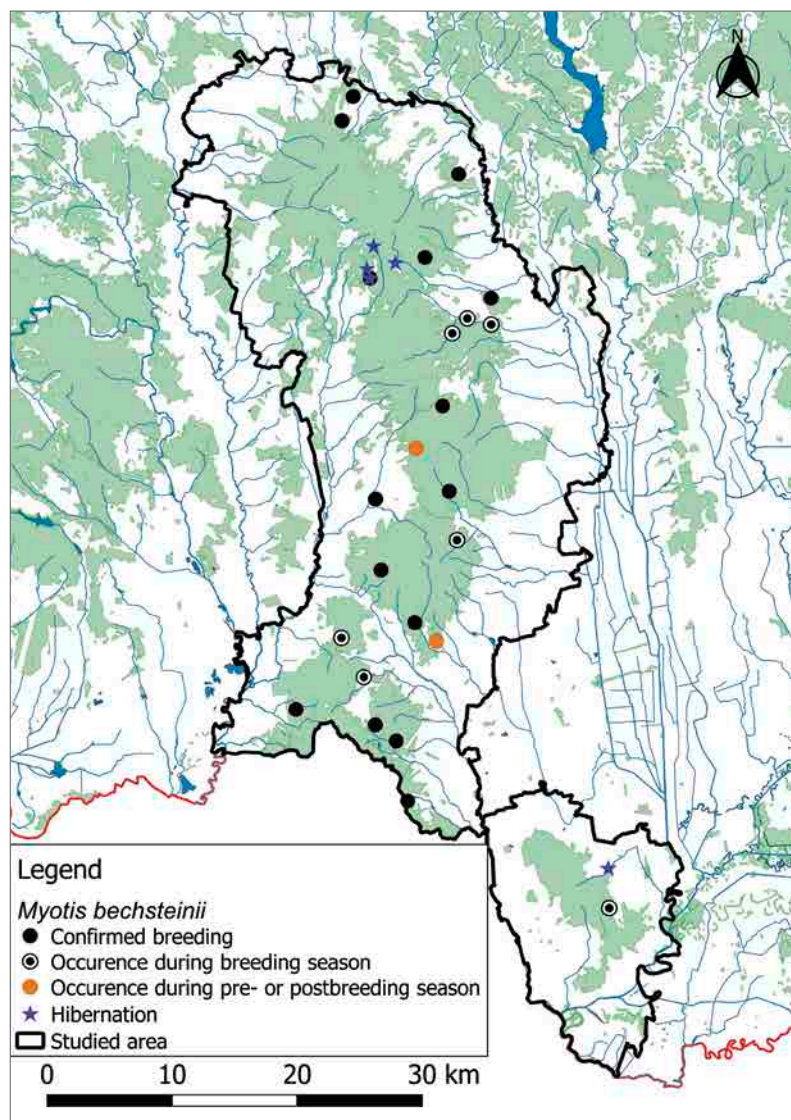 N
Legend
Myotis bechsteinii
Confirmed breeding
Occurence during breeding season
Occurence during pre- or postbreeding season
Hibernation
Studied area
0 10 20 30 km